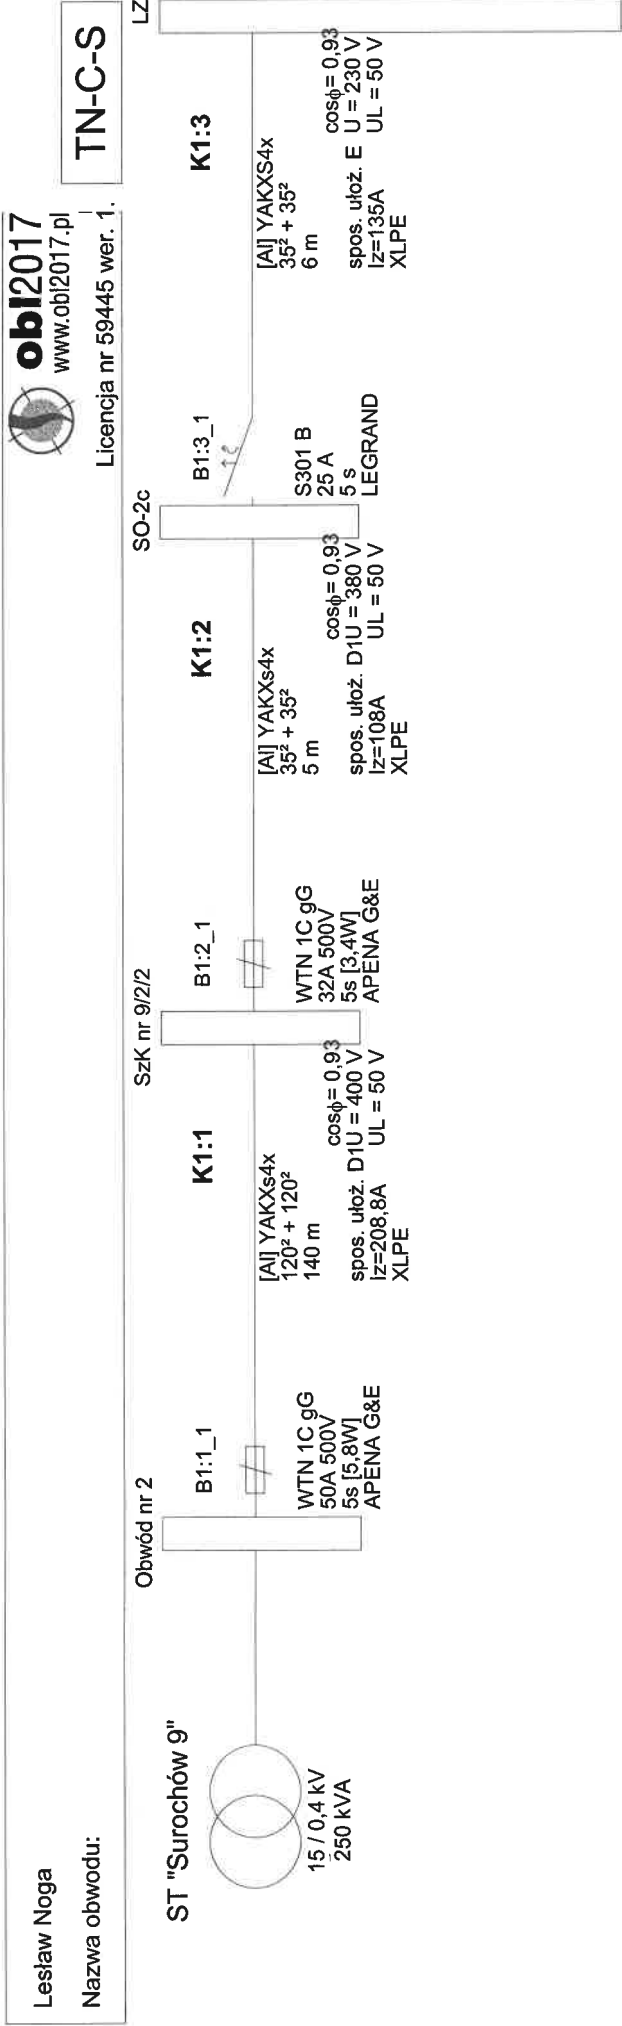 Lesław Noga
Nazwa obwodu:
obl2017
www.obl2017.pl
Licencja nr 59445 wer. 1.
TN-C-S
ST "Surochów 9"
15 / 0,4 kV
250 kVA
Obwód nr 2
B1:1_1
WTN 1C gG
50A 500V
5s [5,8W]
APENA G&E
K1:1
[Al] YAKXs4x
120² + 120²
140 m
cosϕ= 0,93
spos. ułoż. D1U = 400 V
Iz=208,8A UL = 50 V
XLPE
SzK nr 9/2/2
B1:2_1
WTN 1C gG
32A 500V
5s [3,4W]
APENA G&E
K1:2
[Al] YAKXs4x
35² + 35²
5 m
cosϕ= 0,93
spos. ułoż. D1U = 380 V
Iz=108A UL = 50 V
XLPE
SO-2c
B1:3_1
S301 B
25 A
5 s
LEGRAND
K1:3
[Al] YAKXS4x
35² + 35²
6 m
cosϕ= 0,93
spos. ułoż. E U = 230 V
Iz=135A UL = 50 V
XLPE
LZ